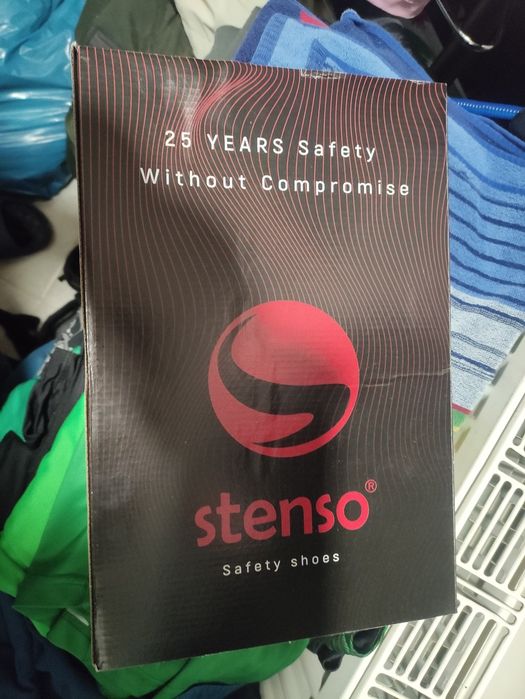 25 YEARS Safety
Without Compromise
stenso®
Safety shoes